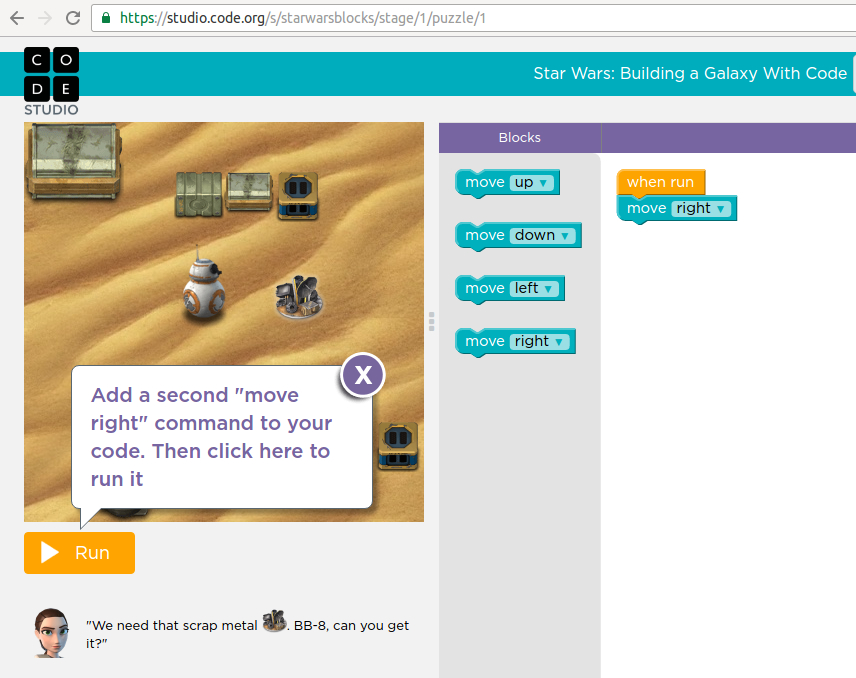 https://studio.code.org/s/starwarsblocks/stage/1/puzzle/1
C O
D E
STUDIO
Star Wars: Building a Galaxy With Code
Blocks
move up
move down
move left
move right
when run
move right
X
Add a second "move
right" command to your
code. Then click here to
run it
Run
"We need that scrap metal . BB-8, can you get
it?"